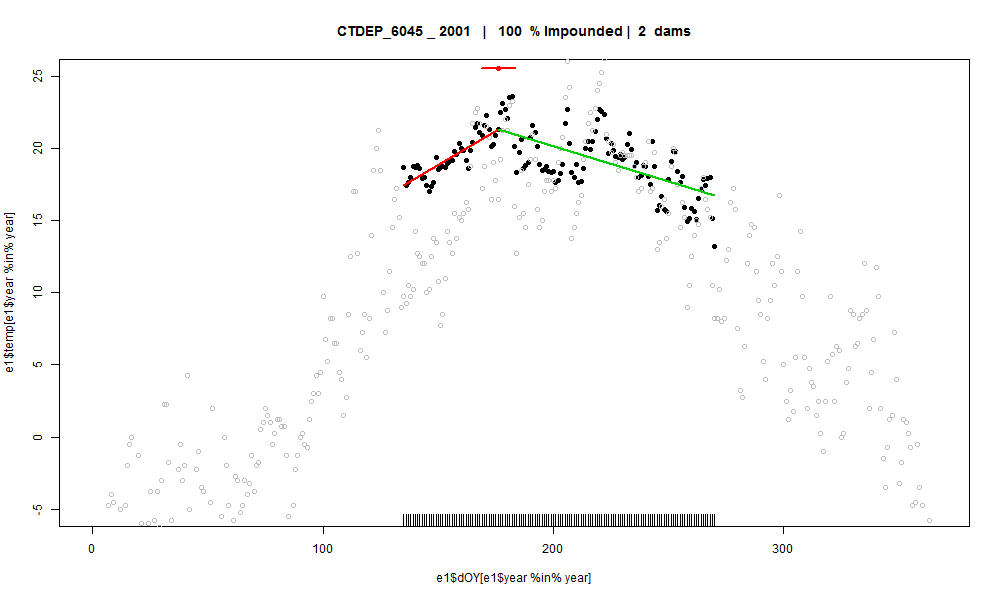 CTDEP_6045 _ 2001 | 100 % Impounded | 2 dams
e1$temp[e1$year %in% year]
25
20
15
10
5
0
-5
0 100 200 300
e1$dOY[e1$year %in% year]